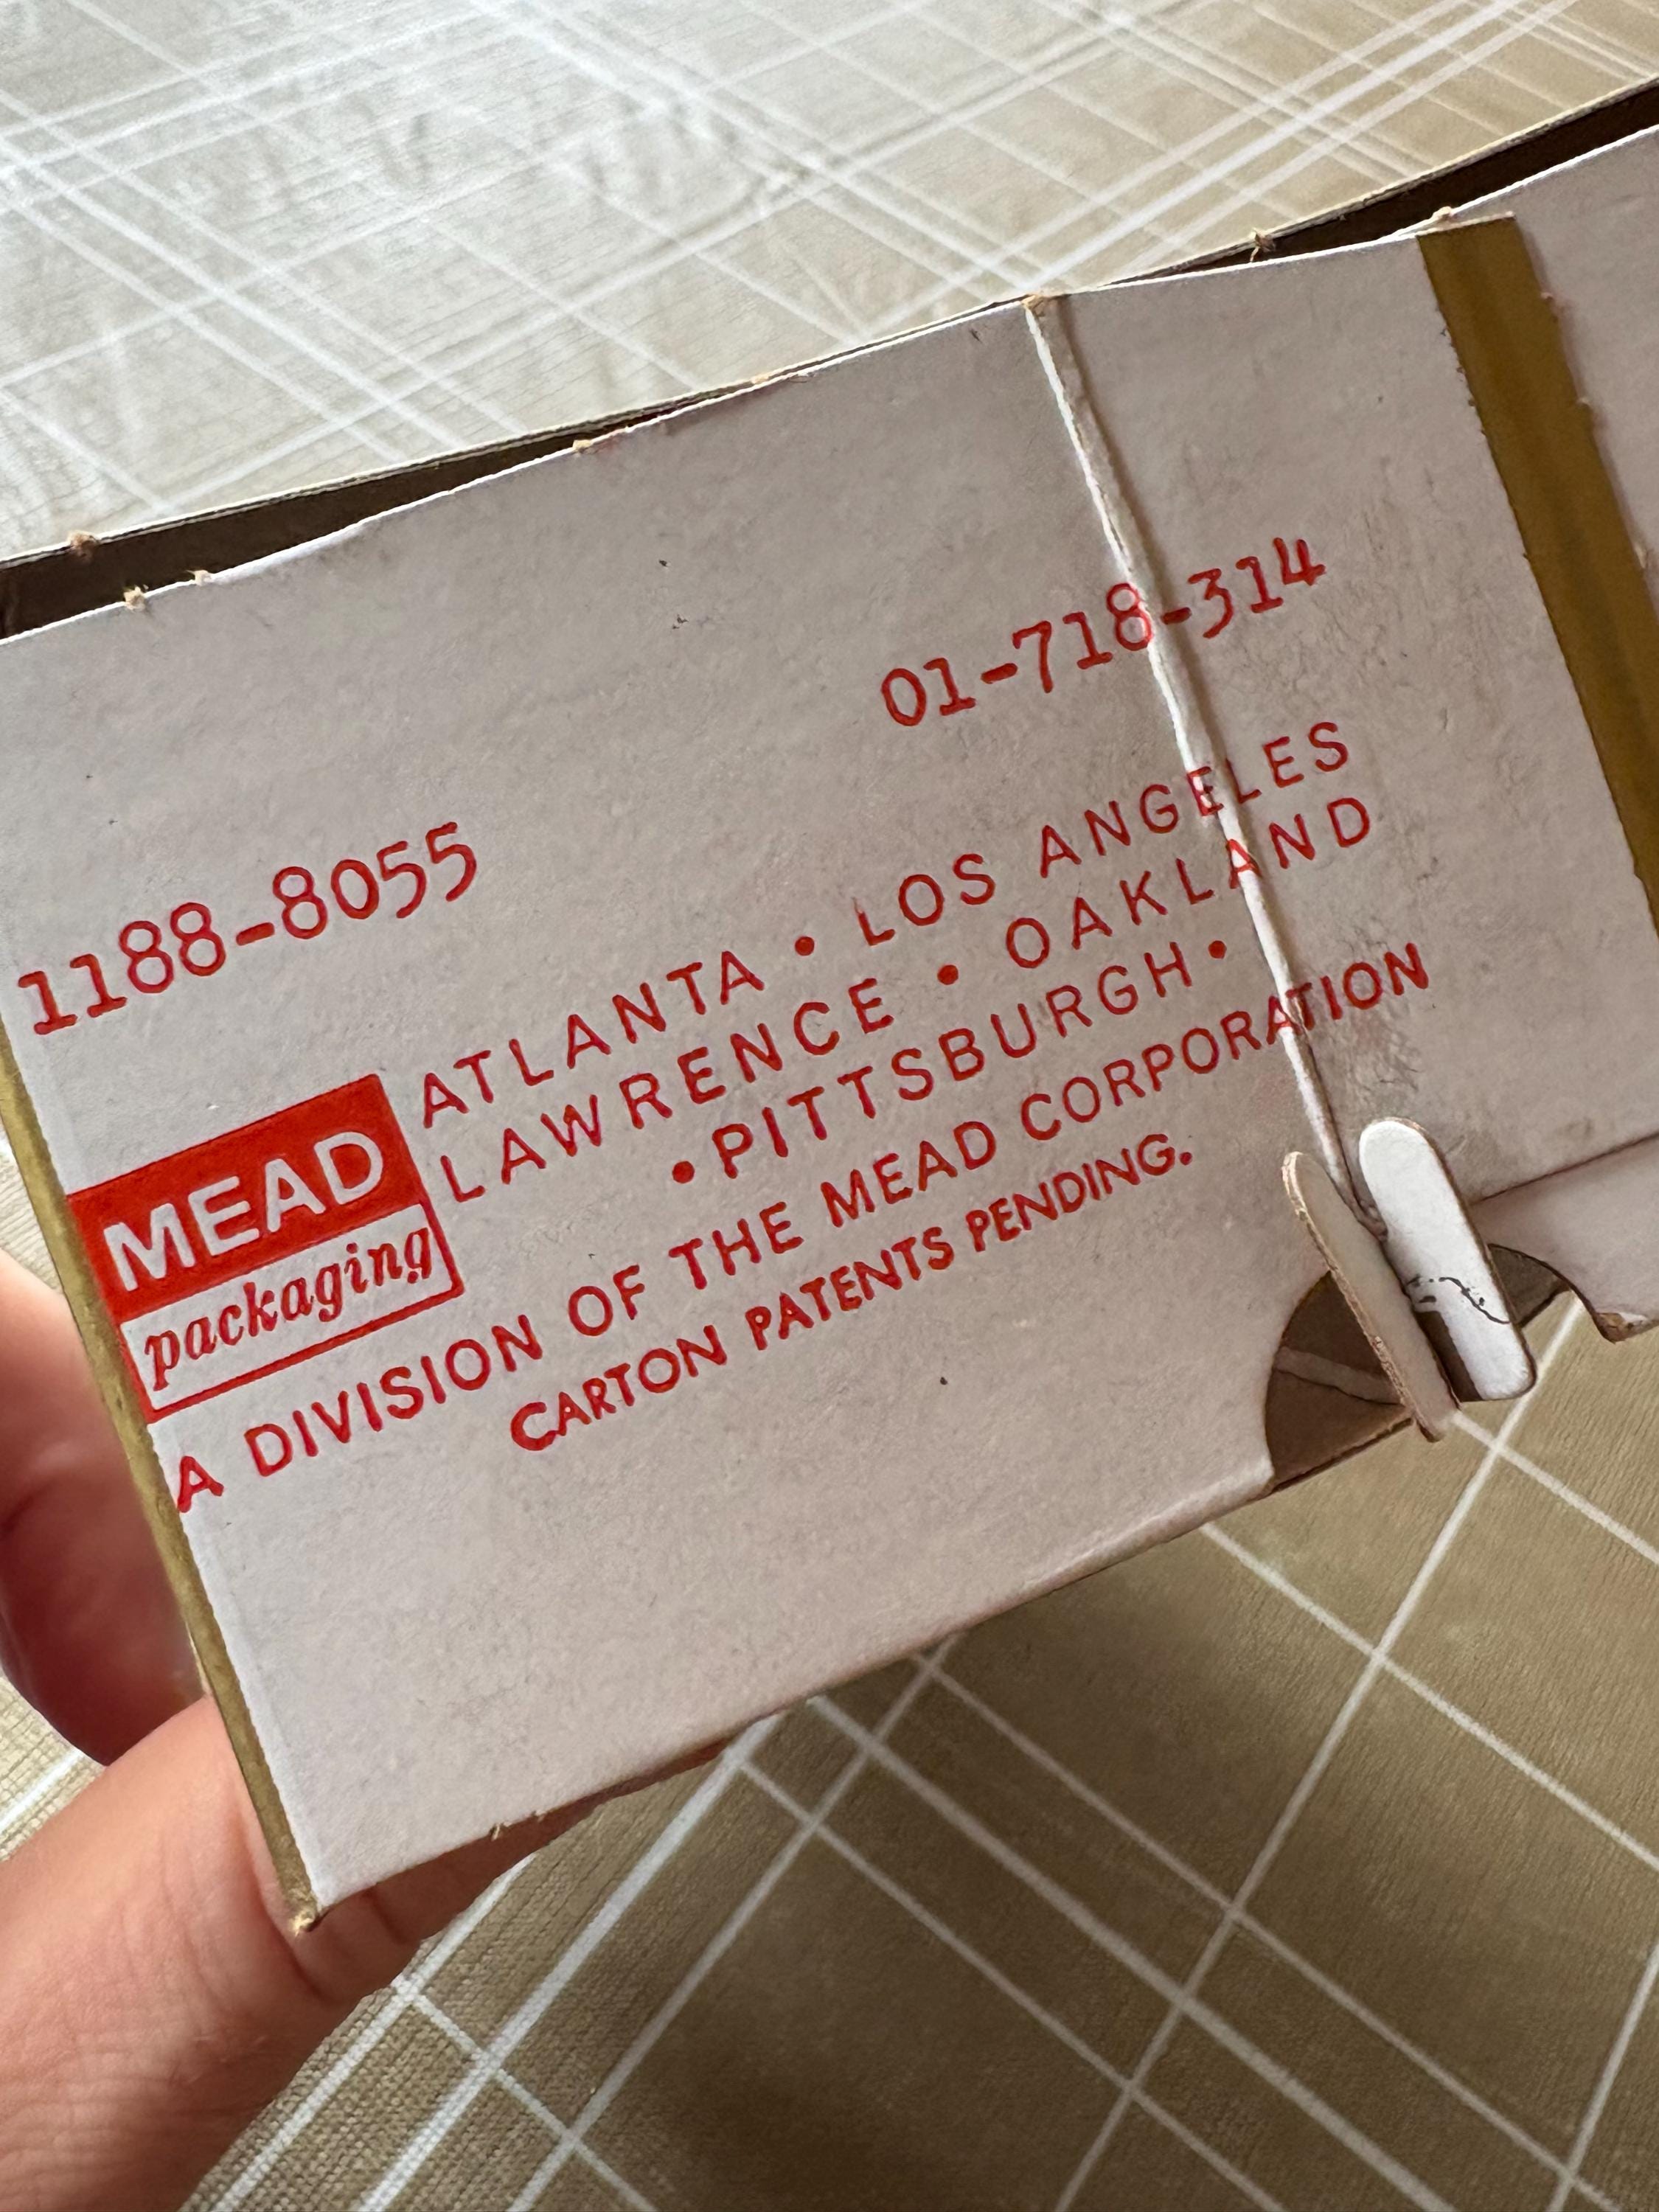 01-718-314
1188-8055
MEAD
packaging
ATLANTA • LOS ANGELES
LAWRENCE • OAKLAND
• PITTSBURGH •
A DIVISION OF THE MEAD CORPORATION
CARTON PATENTS PENDING.